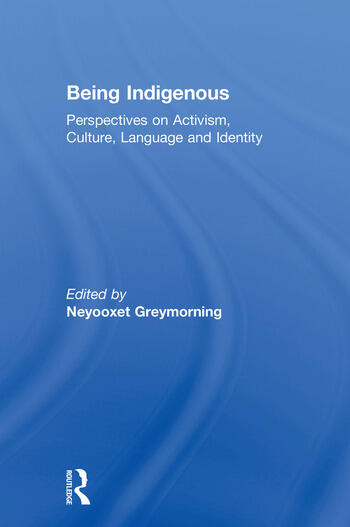 Being Indigenous
Perspectives on Activism,
Culture, Language and Identity
Edited by
Neyooxet Greymorning
ROUTLEDGE